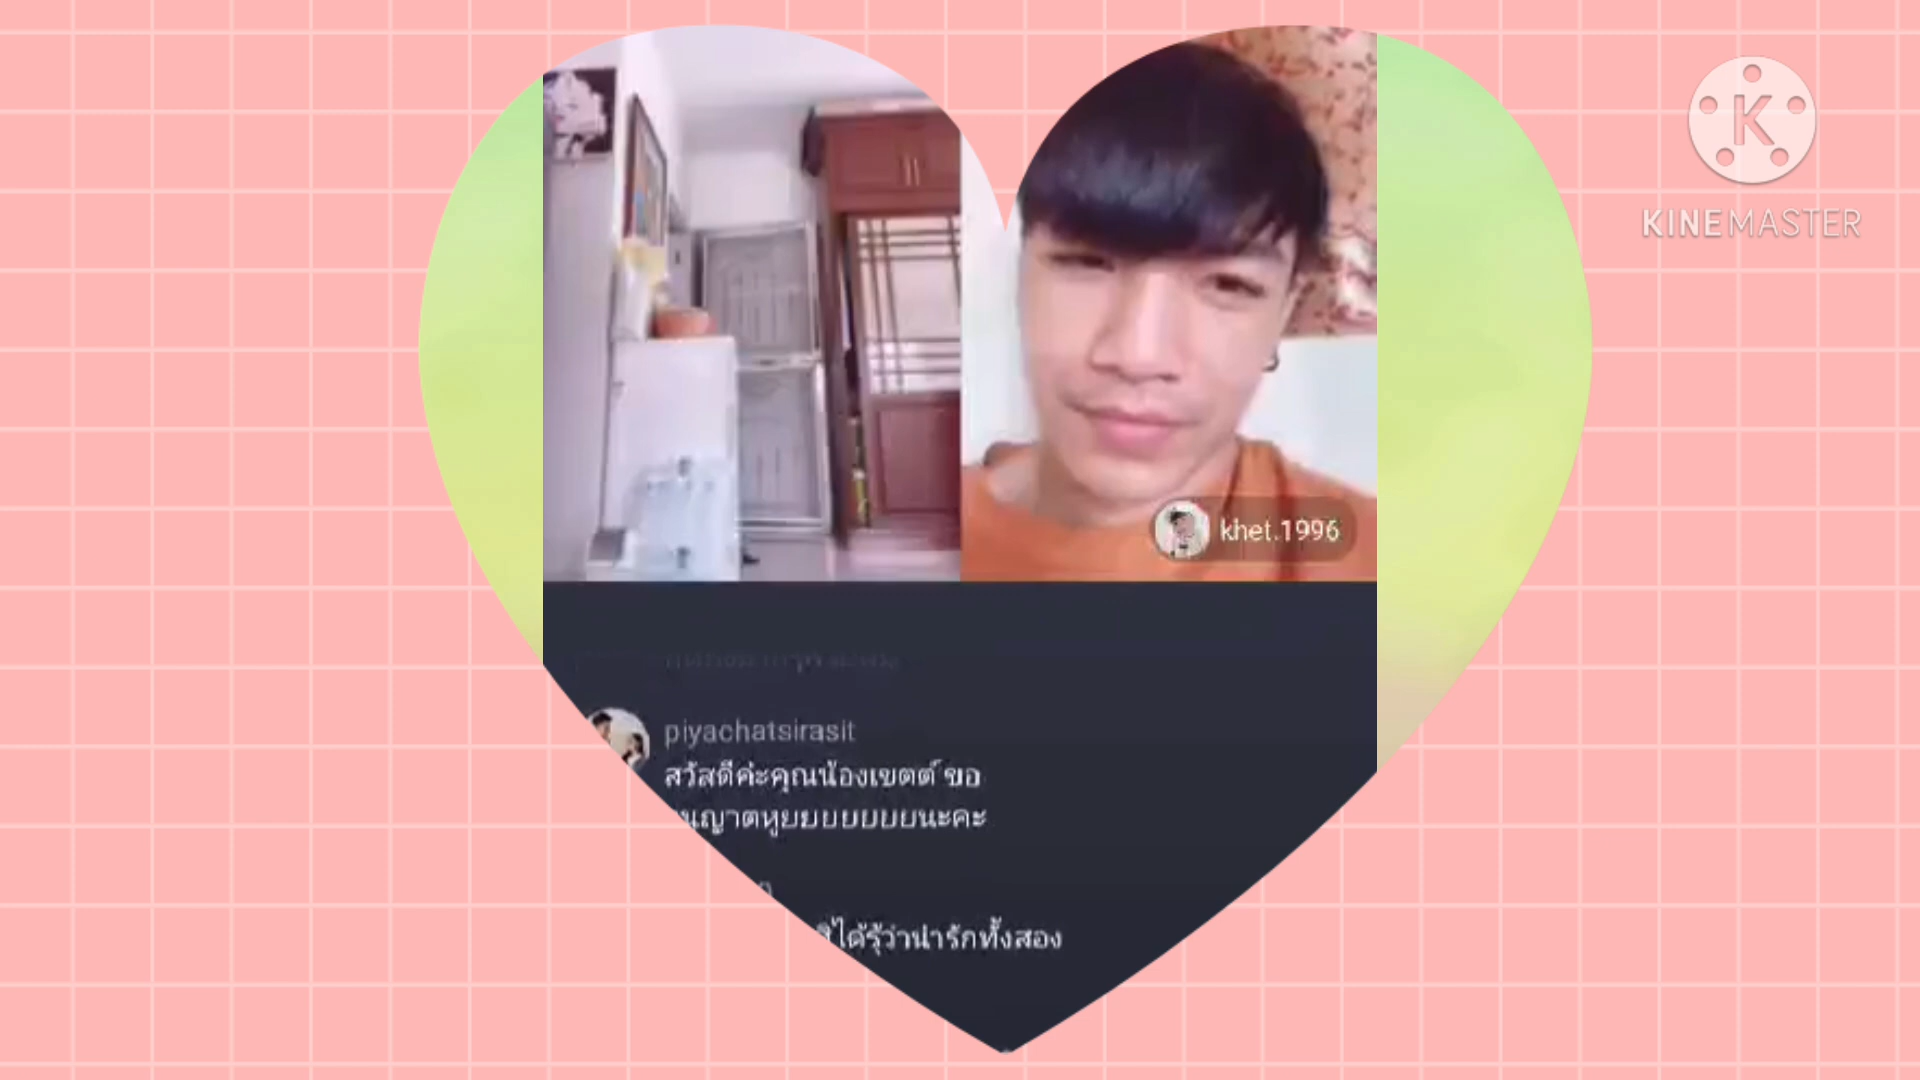 KINEMASTER
khet.1996
piyachatsirasit
สวัสดีค่ะคุณน้องเขตต์ ขอ
นุญาตหูยยยยยยยนะคะ
ได้รู้ว่าน่ารักทั้งสอง